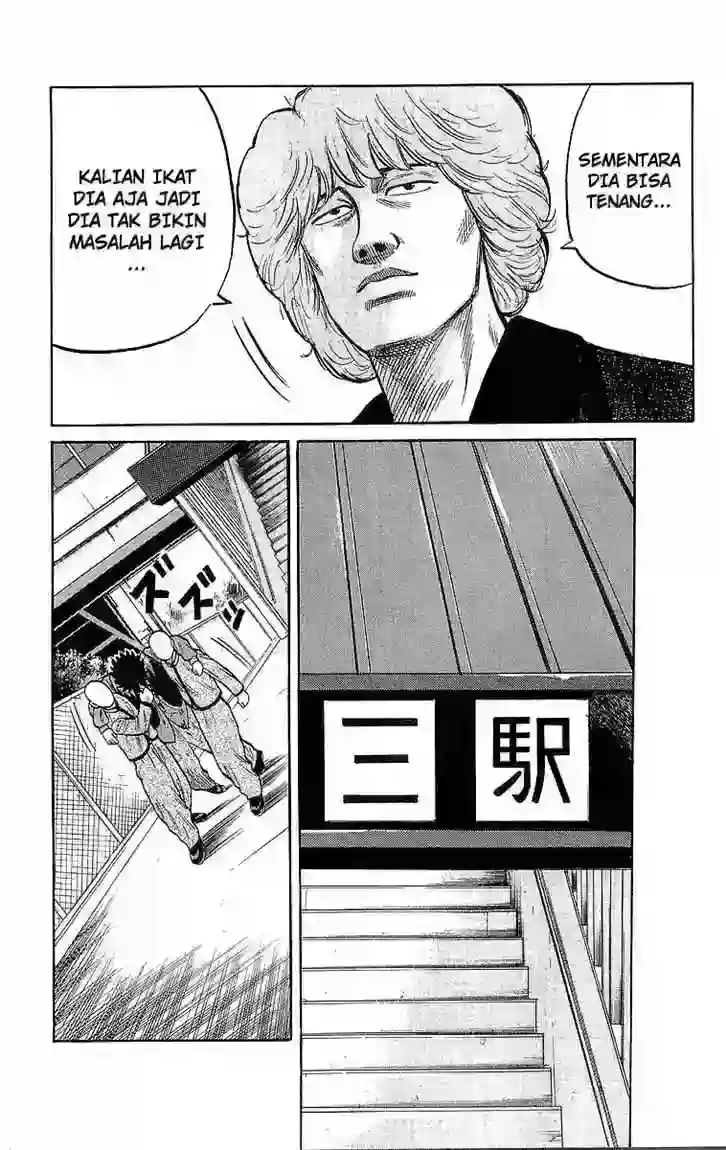 SEMENTARA
DIA BISA
TENANG...
KALIAN IKAT
DIA AJA JADI
DIA TAK BIKIN
MASALAH LAGI
...
三駅
ズズッ